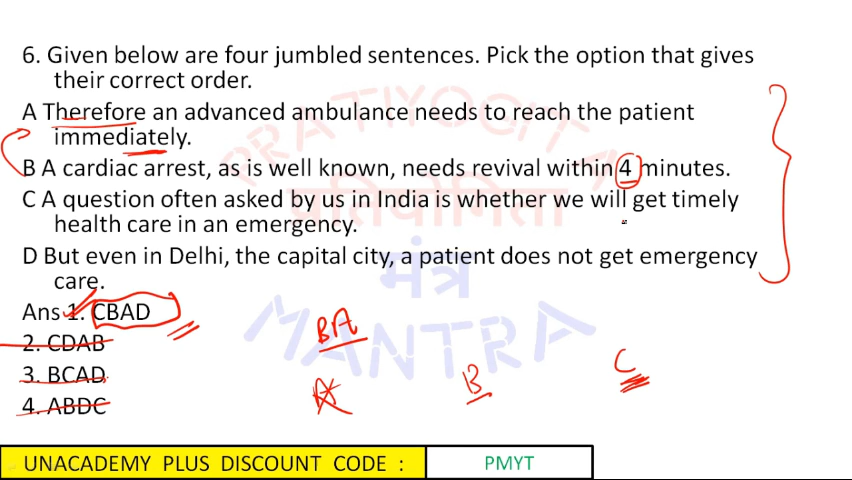 6. Given below are four jumbled sentences. Pick the option that gives
their correct order.
A Therefore an advanced ambulance needs to reach the patient
immediately.
B A cardiac arrest, as is well known, needs revival within 4 minutes.
C A question often asked by us in India is whether we will get timely
health care in an emergency.
D But even in Delhi, the capital city, a patient does not get emergency
care.
Ans 1. CBAD
2. CDAB
3. BCAD
4. ABDC
BA
A
B
C
PRATIYOGITA
प्रतियोगिता
मंत्र
MANTRA
UNACADEMY PLUS DISCOUNT CODE :
PMYT